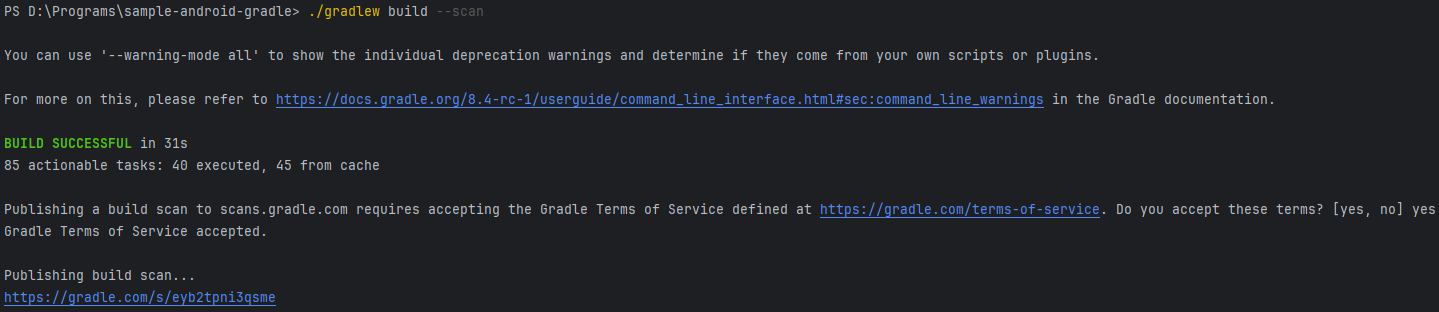 PS D:\Programs\sample-android-gradle> ./gradlew build --scan
You can use '--warning-mode all' to show the individual deprecation warnings and determine if they come from your own scripts or plugins.
For more on this, please refer to https://docs.gradle.org/8.4-rc-1/userguide/command_line_interface.html#sec:command_line_warnings in the Gradle documentation.
BUILD SUCCESSFUL in 31s
85 actionable tasks: 40 executed, 45 from cache
Publishing a build scan to scans.gradle.com requires accepting the Gradle Terms of Service defined at https://gradle.com/terms-of-service. Do you accept these terms? [yes, no] yes
Gradle Terms of Service accepted.
Publishing build scan...
https://gradle.com/s/eyb2tpni3qsme